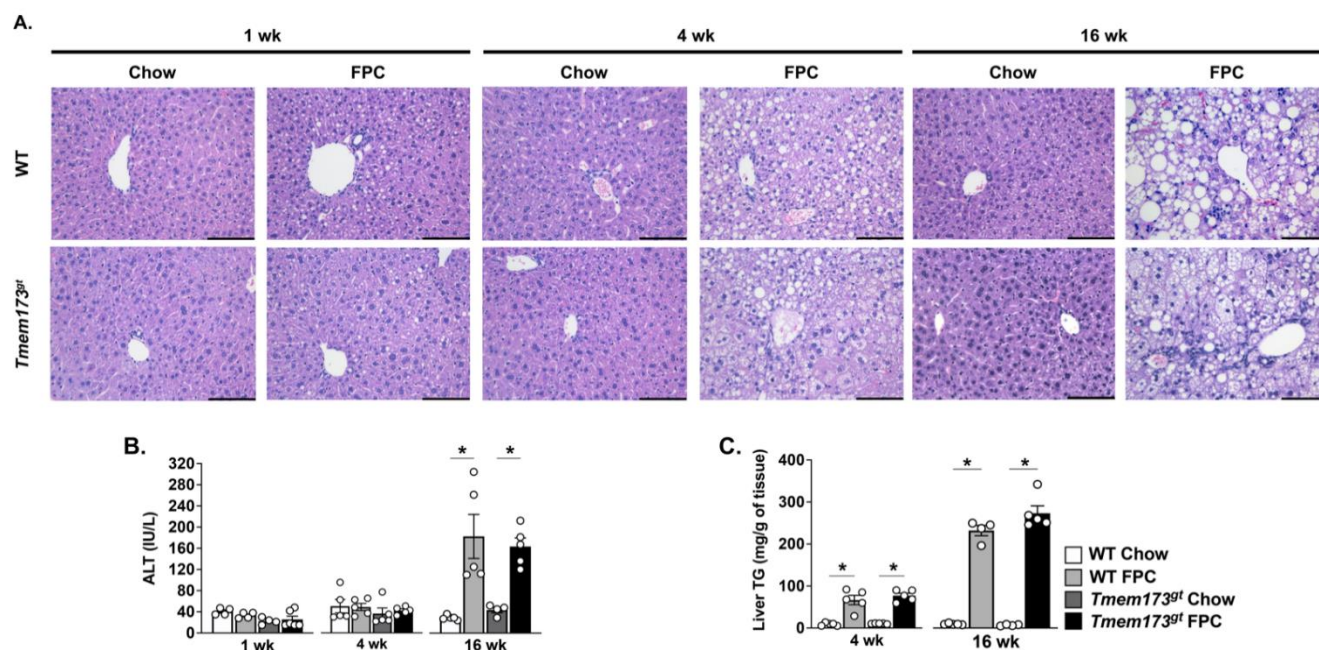 A.
1 wk 4 wk 16 wk
Chow FPC Chow FPC Chow FPC
WT
Tmem173gt
B.
ALT (IU/L)
320
280
240
200
160
120
80
40
0
* *
1 wk 4 wk 16 wk
C.
Liver TG (mg/g of tissue)
400
300
200
100
0
* * * *
4 wk 16 wk
WT Chow
WT FPC
Tmem173gt Chow
Tmem173gt FPC